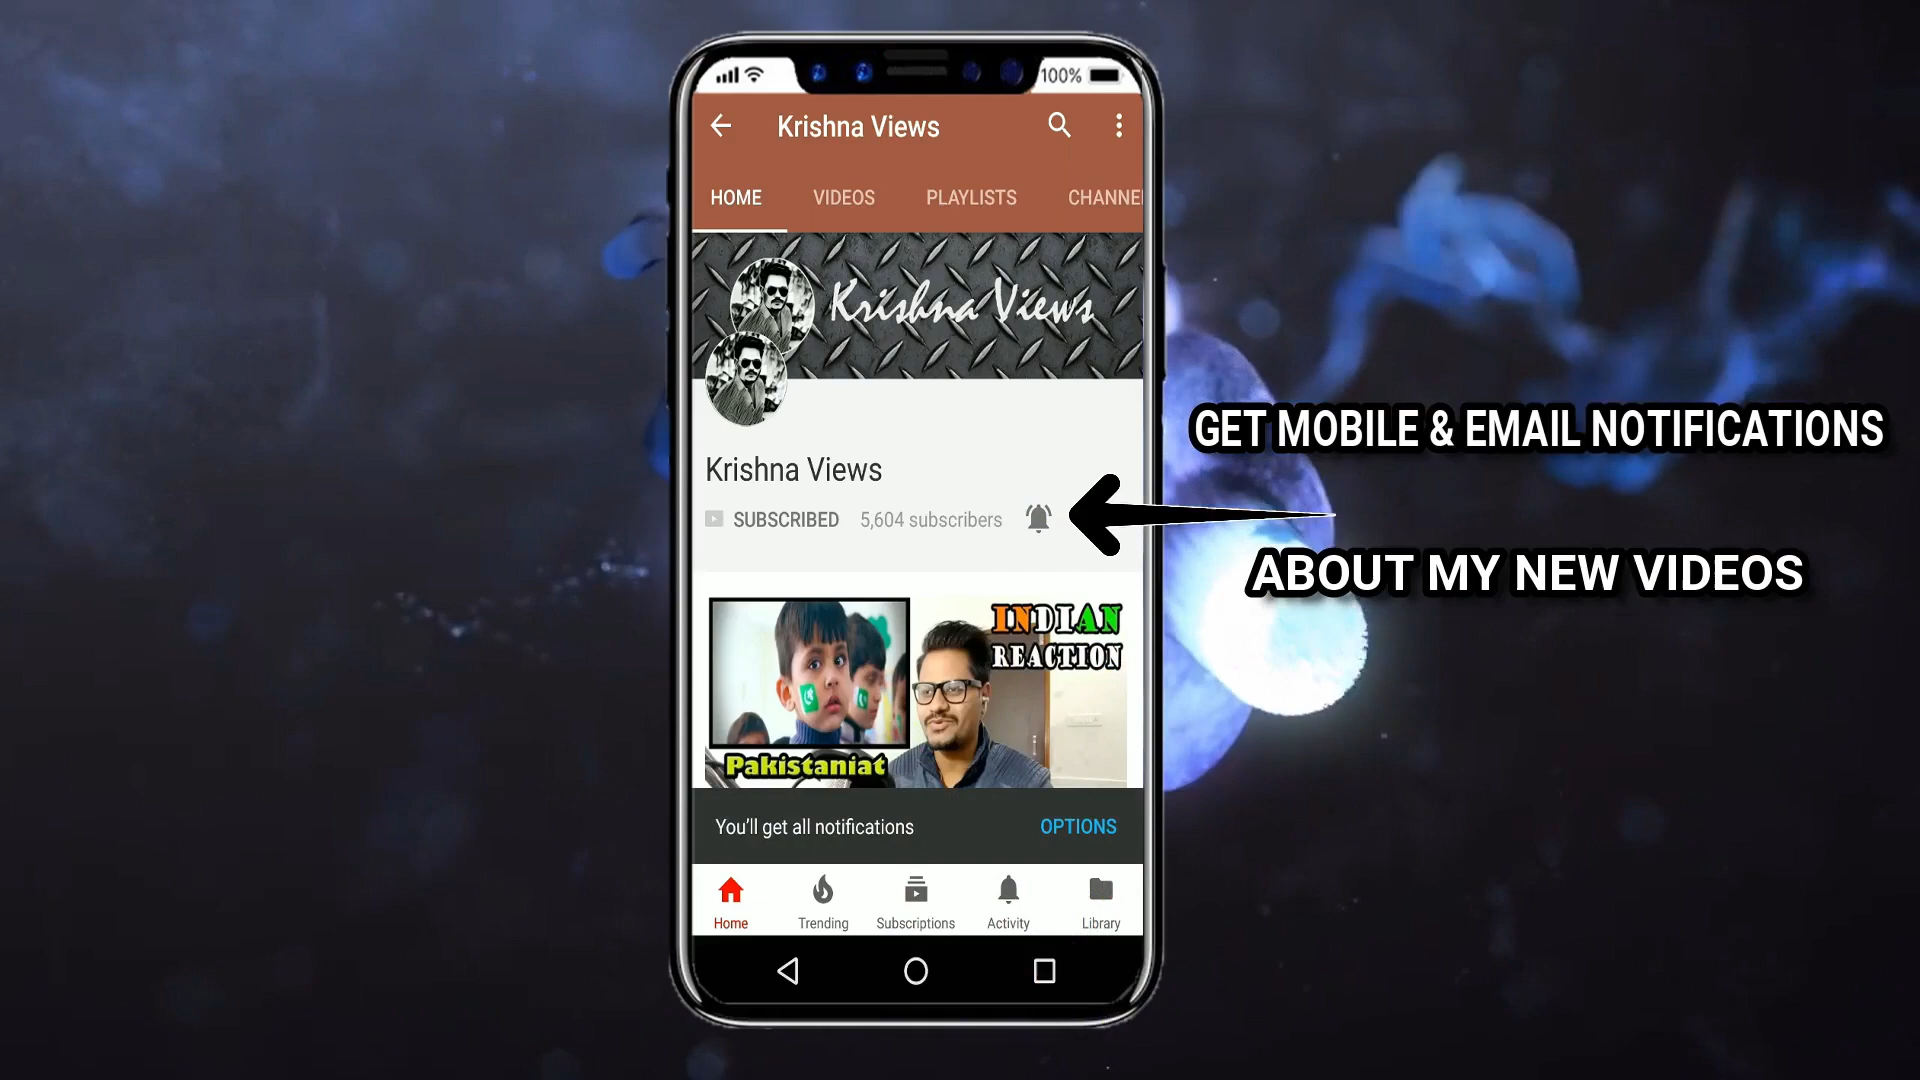 100%
Krishna Views
HOME VIDEOS PLAYLISTS CHANNE
Krishna Views
Krishna Views
SUBSCRIBED 5,604 subscribers
GET MOBILE & EMAIL NOTIFICATIONS
ABOUT MY NEW VIDEOS
INDIAN
REACTION
Pakistaniat
You'll get all notifications OPTIONS
Home Trending Subscriptions Activity Library